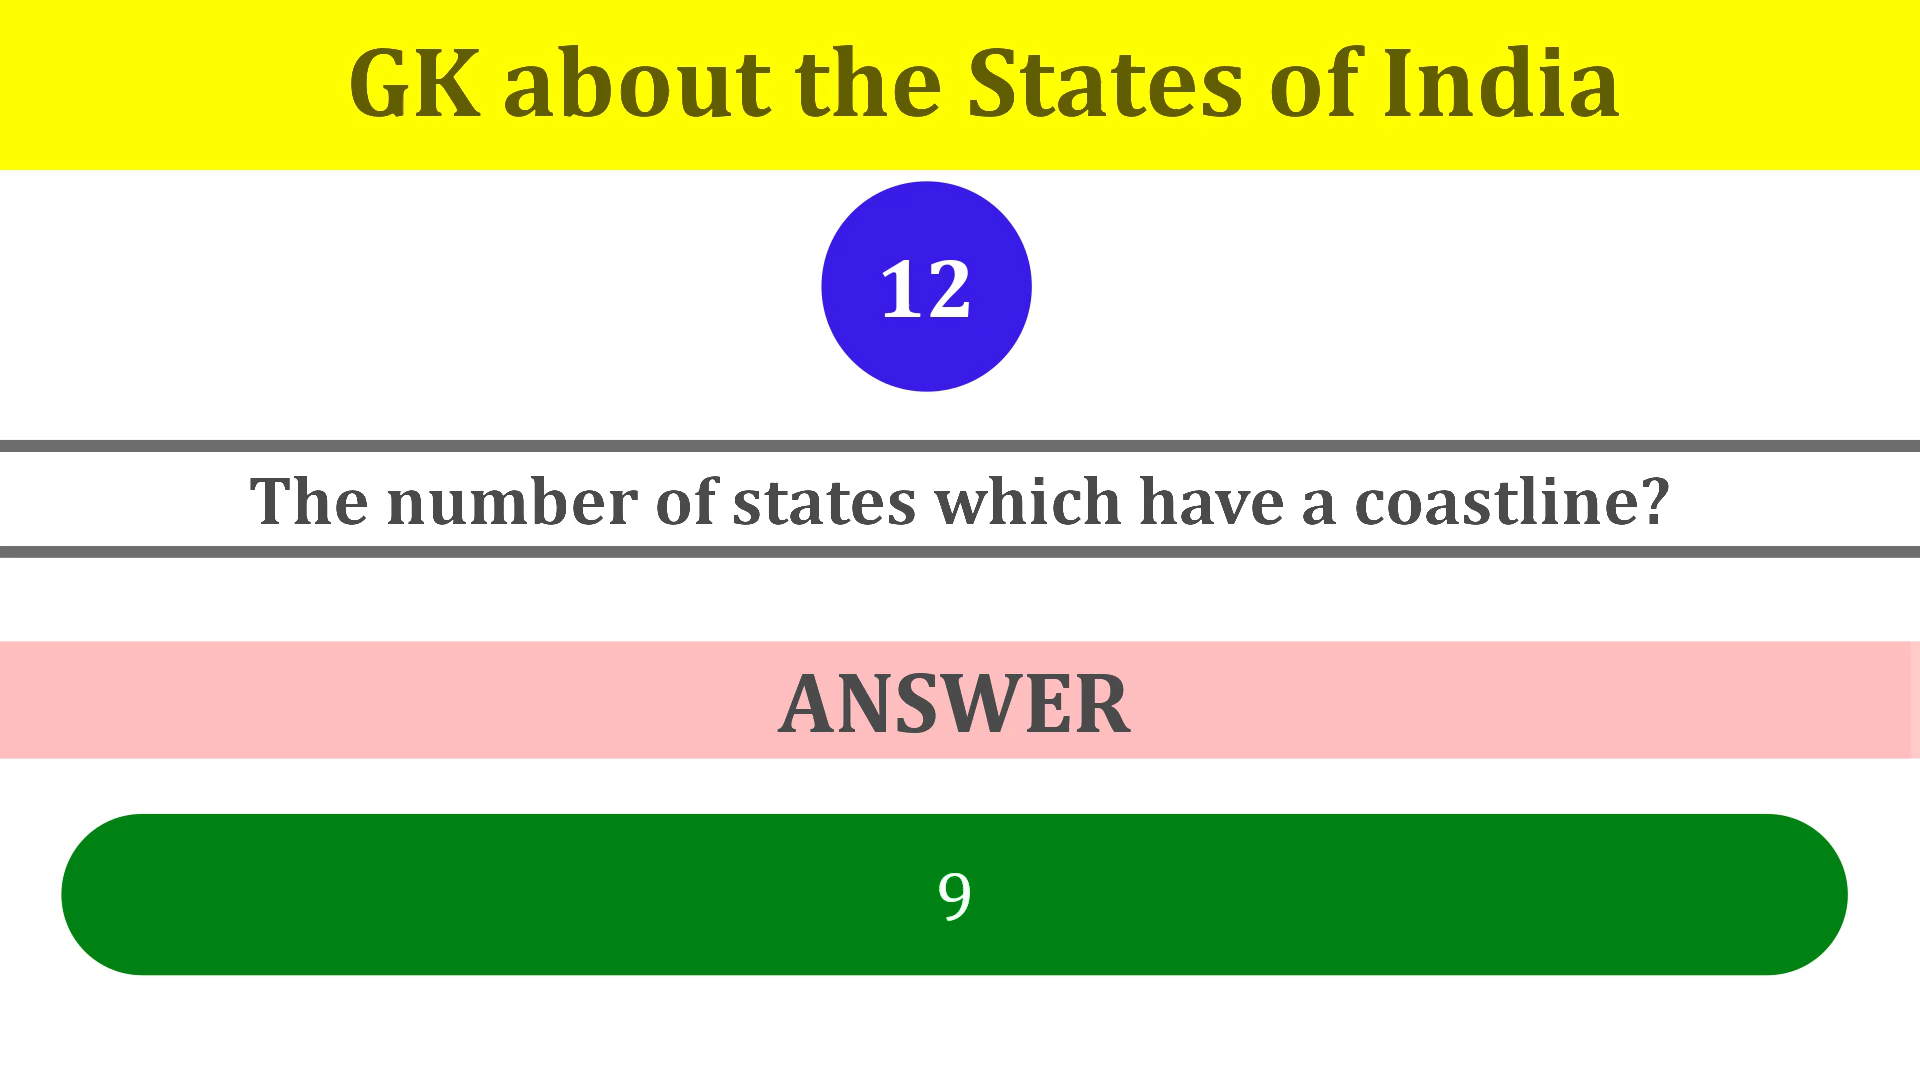 GK about the States of India
12
The number of states which have a coastline?
ANSWER
9